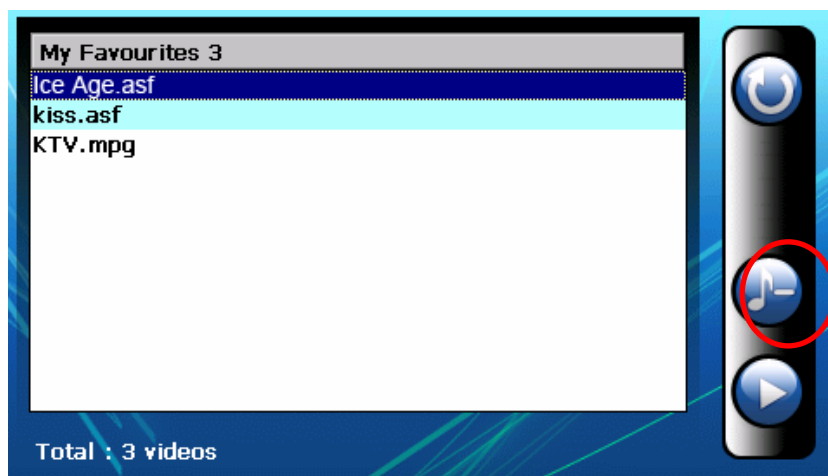 My Favourites 3
Ice Age.asf
kiss.asf
KTV.mpg
Total : 3 videos